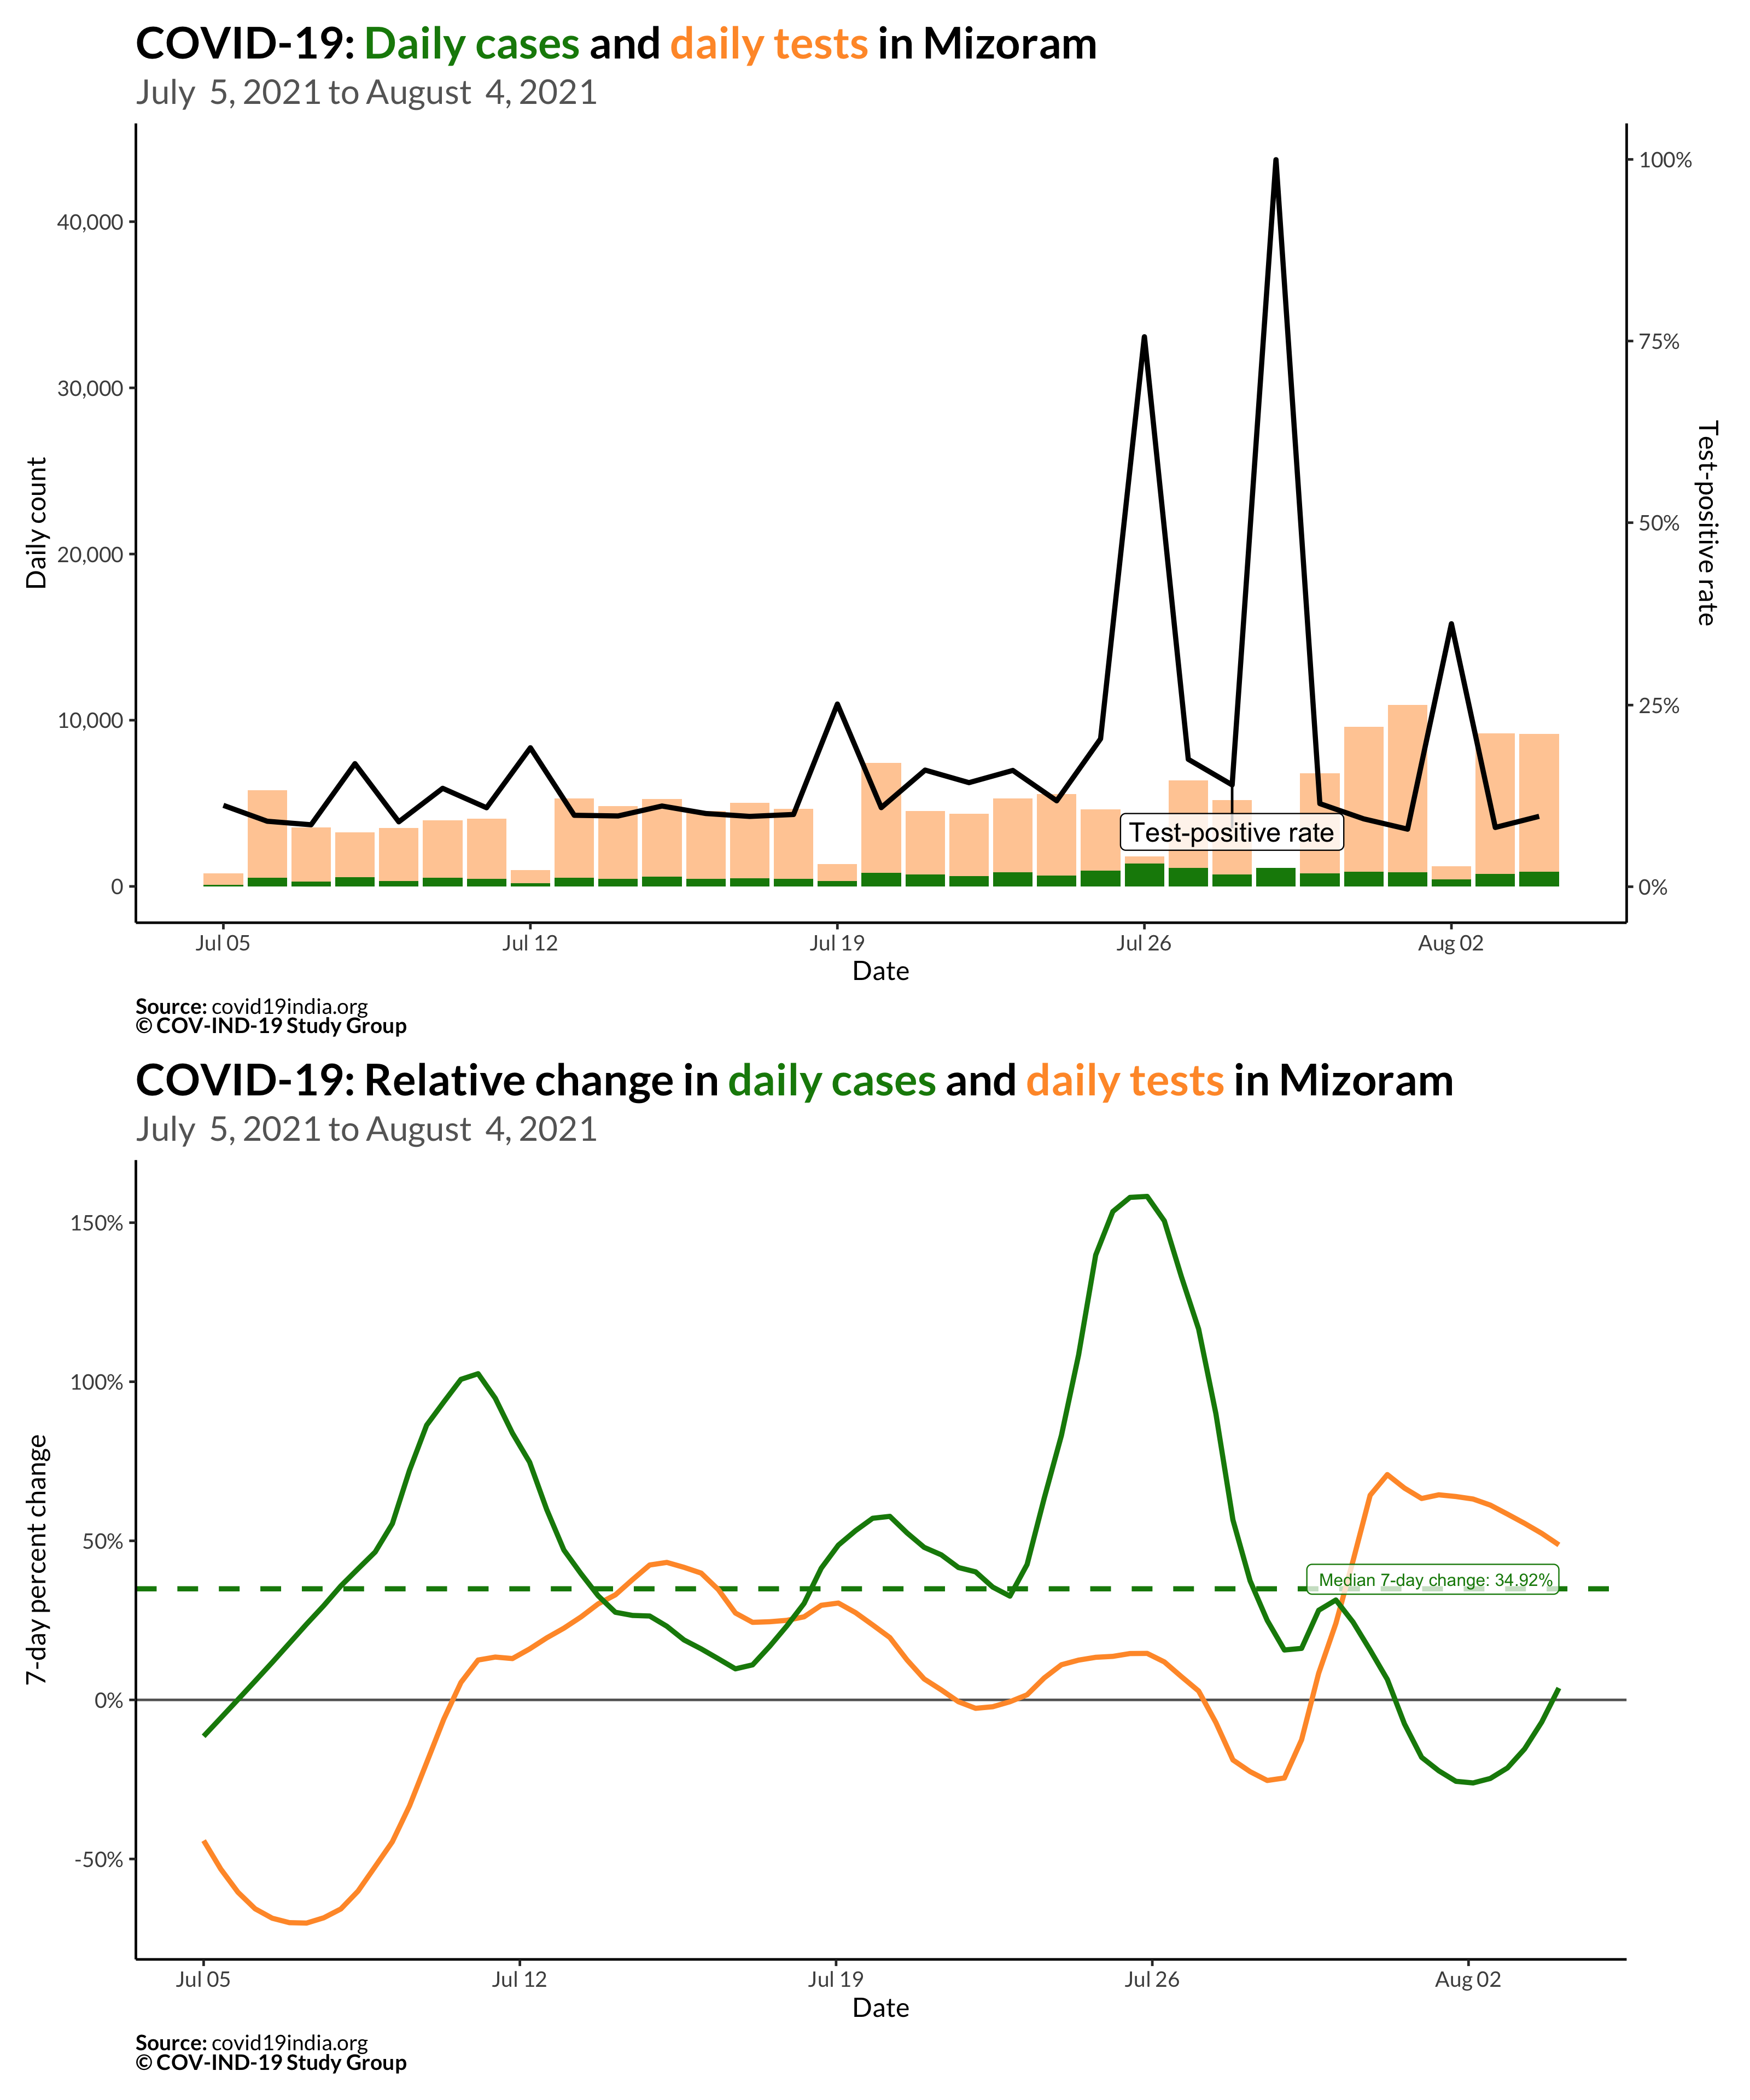 COVID-19: Daily cases and daily tests in Mizoram
July 5, 2021 to August 4, 2021
40,000
30,000
20,000
10,000
0
Daily count
100%
75%
50%
25%
0%
Test-positive rate
Test-positive rate
Jul 05
Jul 12
Jul 19
Jul 26
Aug 02
Date
Source: covid19india.org
© COV-IND-19 Study Group
COVID-19: Relative change in daily cases and daily tests in Mizoram
July 5, 2021 to August 4, 2021
150%
100%
50%
0%
-50%
7-day percent change
Median 7-day change: 34.92%
Jul 05
Jul 12
Jul 19
Jul 26
Aug 02
Date
Source: covid19india.org
© COV-IND-19 Study Group